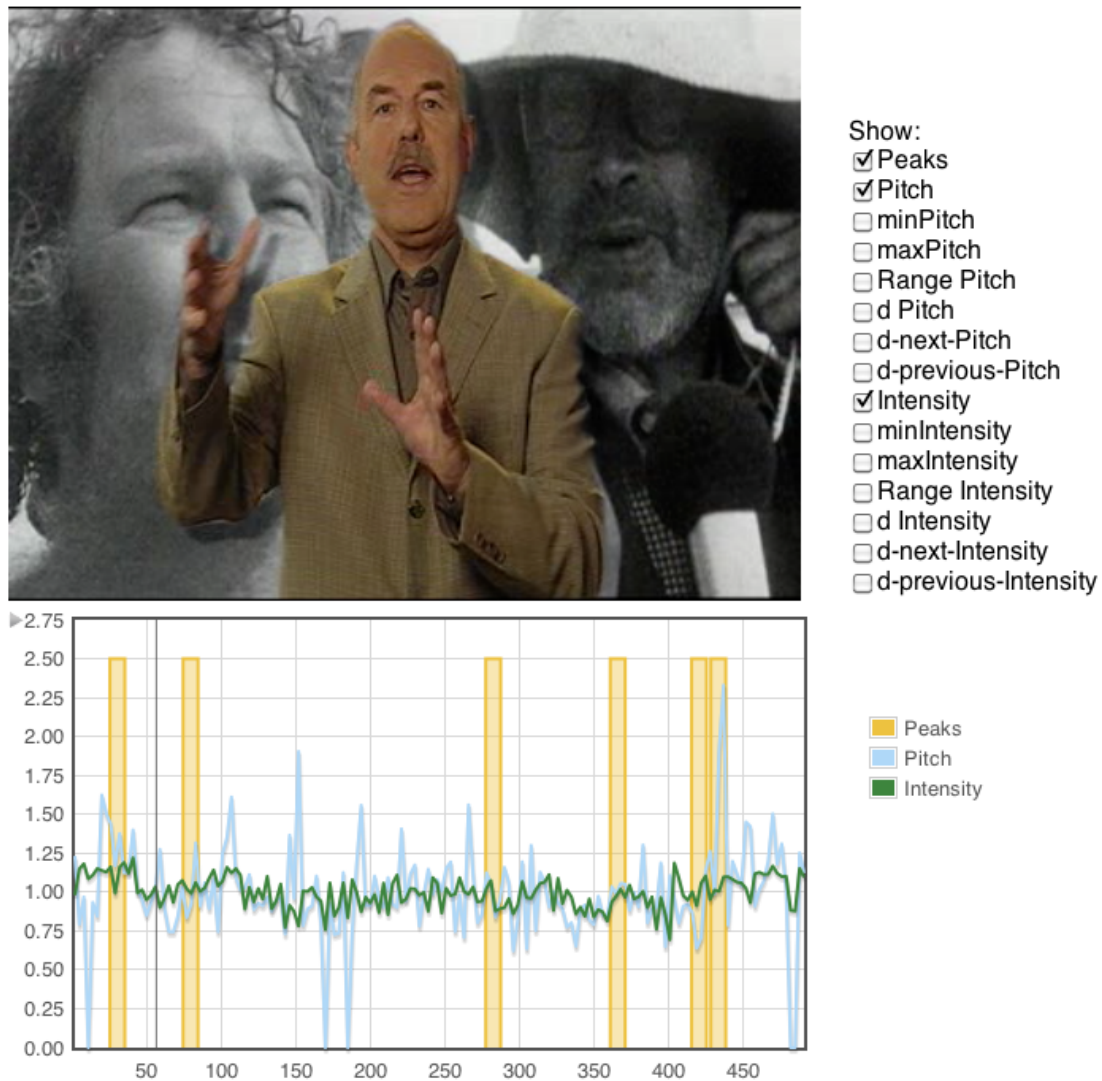 Show:
Peaks
Pitch
minPitch
maxPitch
Range Pitch
d Pitch
d-next-Pitch
d-previous-Pitch
Intensity
minIntensity
maxIntensity
Range Intensity
d Intensity
d-next-Intensity
d-previous-Intensity
2.75
2.50
2.25
2.00
1.75
1.50
1.25
1.00
0.75
0.50
0.25
0.00
50 100 150 200 250 300 350 400 450
Peaks
Pitch
Intensity